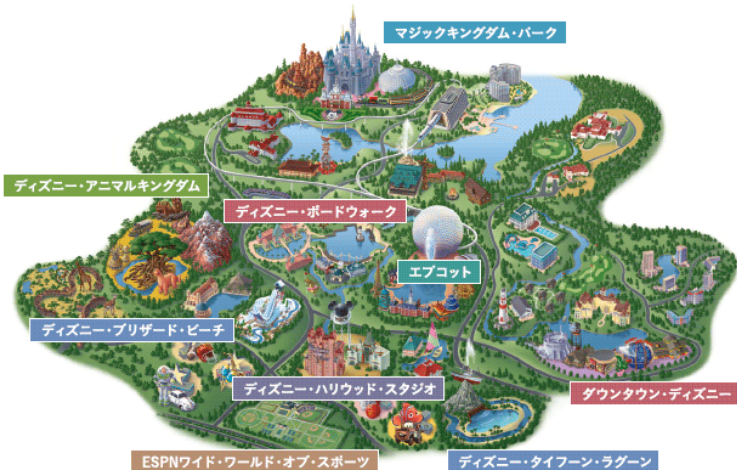 マジックキングダム・パーク
ディズニー・アニマルキングダム
ディズニー・ボードウォーク
エプコット
ディズニー・ブリザード・ビーチ
ディズニー・ハリウッド・スタジオ
ダウンタウン・ディズニー
ESPNワイド・ワールド・オブ・スポーツ
ディズニー・タイフーン・ラグーン